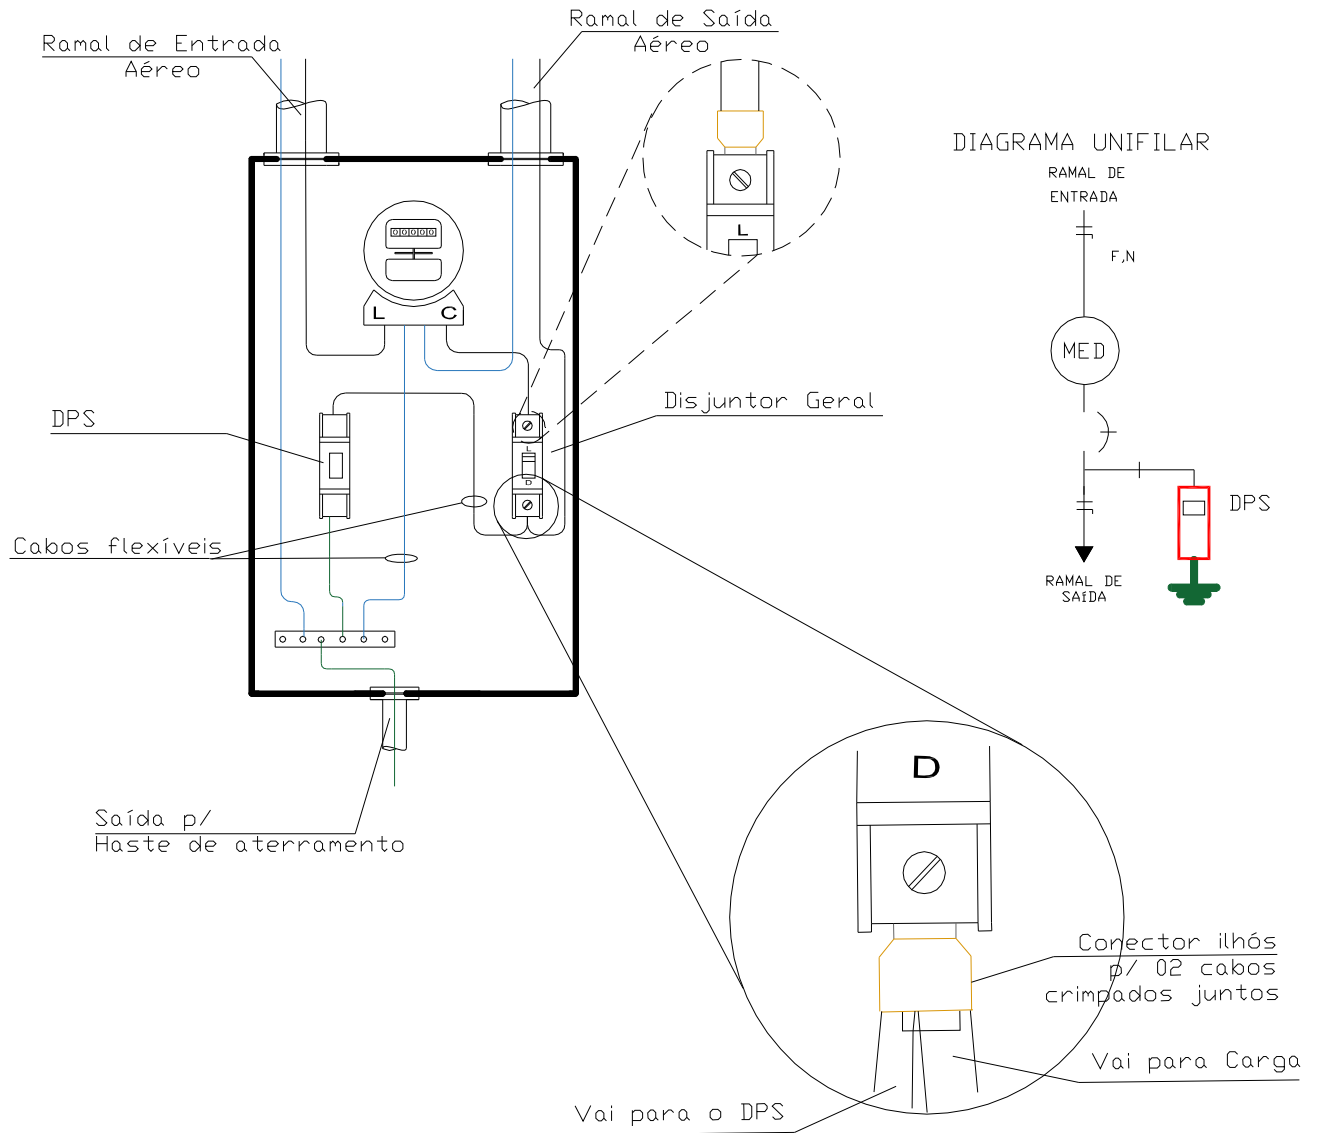 Ramal de Saída
Aéreo
Ramal de Entrada
Aéreo
DIAGRAMA UNIFILAR
RAMAL DE
ENTRADA
F,N
MED
L
00000
L C
DPS
Disjuntor Geral
L
D
DPS
Cabos flexíveis
RAMAL DE
SAÍDA
D
Saída p/
Haste de aterramento
Conector ilhós
p/ 02 cabos
crimpados juntos
Vai para Carga
Vai para o DPS